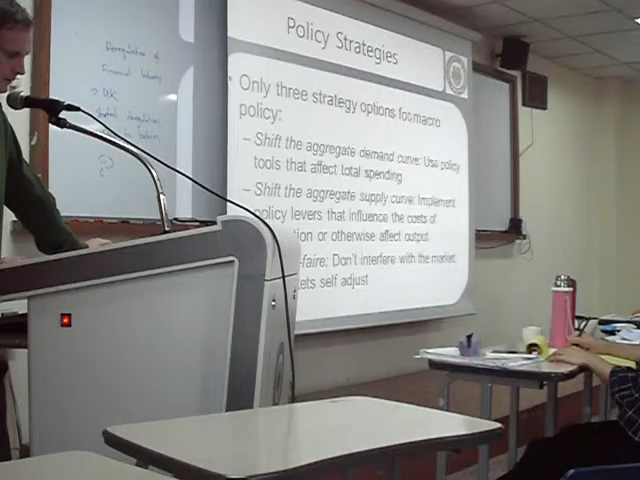 Deregulation of
Financial Industry
→ UK
Policy Strategies
• Only three strategy options for macro
policy:
– Shift the aggregate demand curve: Use policy
tools that affect total spending
– Shift the aggregate supply curve: Implement
policy levers that influence the costs of
tion or otherwise affect output
-faire: Don't interfere with the market:
ets self adjust